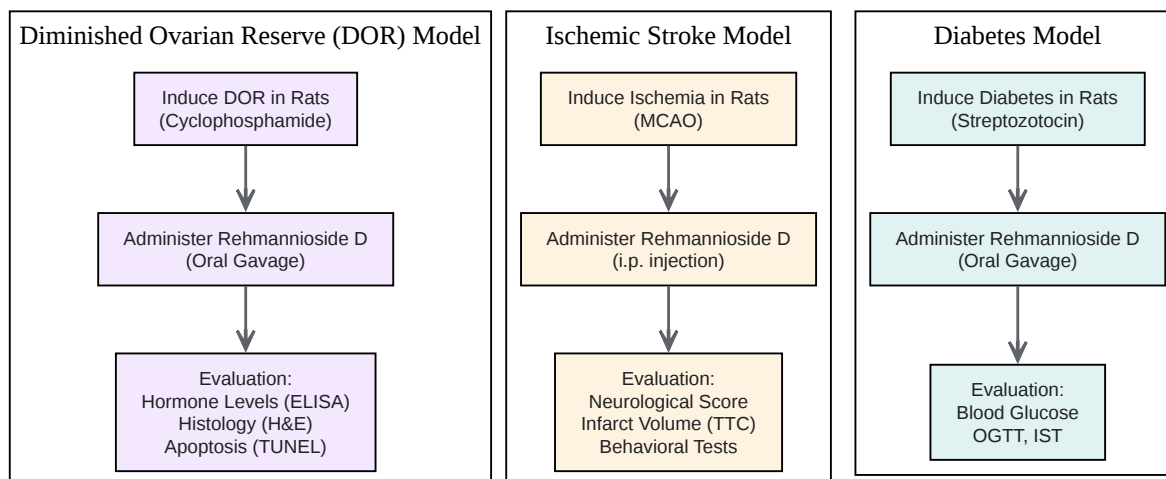 Diminished Ovarian Reserve (DOR) Model
Induce DOR in Rats
(Cyclophosphamide)
Administer Rehmannioside D
(Oral Gavage)
Evaluation:
Hormone Levels (ELISA)
Histology (H&E)
Apoptosis (TUNEL)
Ischemic Stroke Model
Induce Ischemia in Rats
(MCAO)
Administer Rehmannioside D
(i.p. injection)
Evaluation:
Neurological Score
Infarct Volume (TTC)
Behavioral Tests
Diabetes Model
Induce Diabetes in Rats
(Streptozotocin)
Administer Rehmannioside D
(Oral Gavage)
Evaluation:
Blood Glucose
OGTT, IST